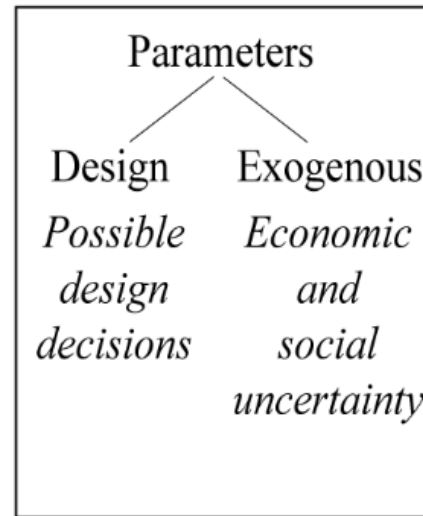 Parameters
Design Exogenous
Possible Economic
design and
decisions social
uncertainty